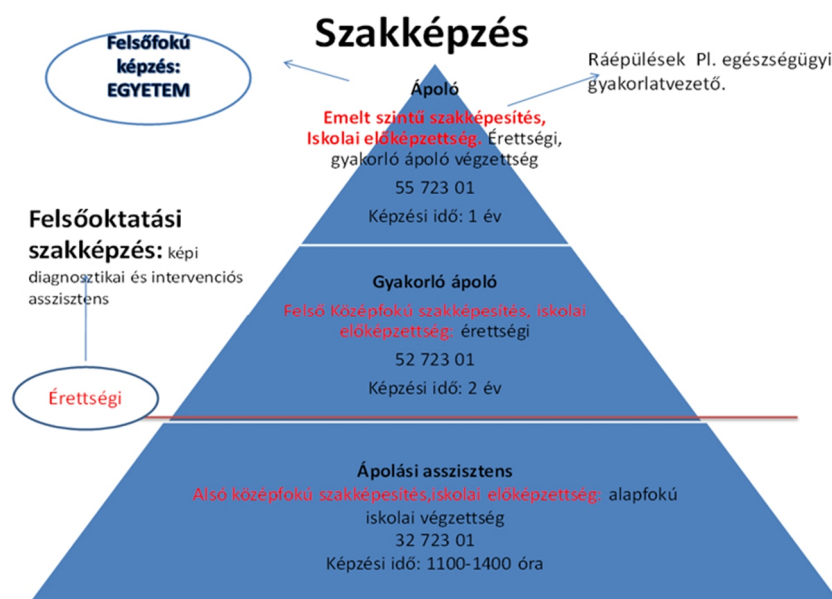 Szakképzés
Felsőfokú
képzés:
EGYETEM
Ráépülések Pl. egészségügyi
gyakorlatvezető.
Ápoló
Emelt szintű szakképesítés,
Iskolai előképzettség. Érettségi,
gyakorló ápoló végzettség
55 723 01
Képzési idő: 1 év
Felsőoktatási
szakképzés: képi
diagnosztikai és intervenciós
asszisztens
Gyakorló ápoló
Felső Középfokú szakképesítés, iskolai
előképzettség: érettségi
52 723 01
Képzési idő: 2 év
Érettségi
Ápolási asszisztens
Alsó középfokú szakképesítés,iskolai előképzettség: alapfokú
iskolai végzettség
32 723 01
Képzési idő: 1100-1400 óra